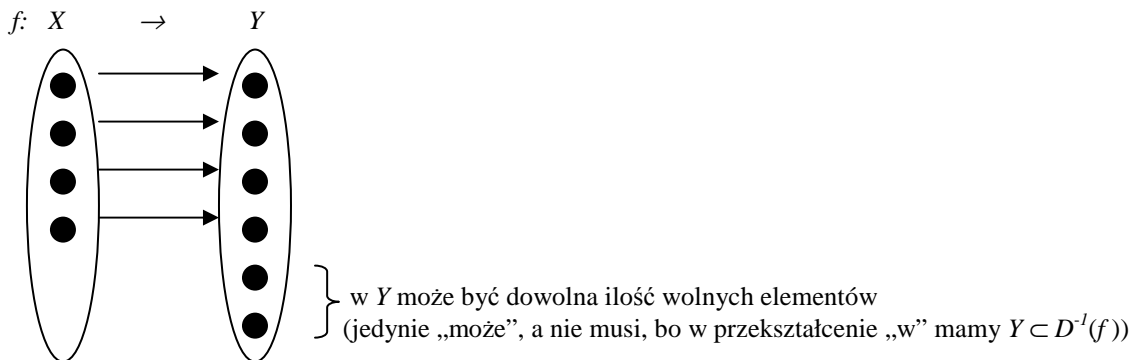 f: X → Y
w Y może być dowolna ilość wolnych elementów
(jedynie „może”, a nie musi, bo w przekształcenie „w” mamy Y ⊂ D⁻¹(f))